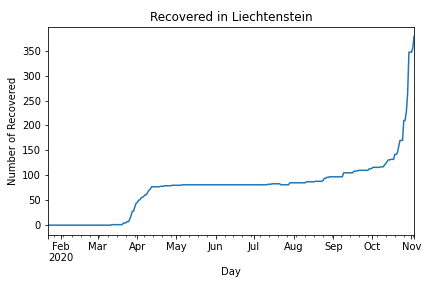 Recovered in Liechtenstein
Number of Recovered
350
300
250
200
150
100
50
0
Feb Mar Apr May Jun Jul Aug Sep Oct Nov
2020
Day